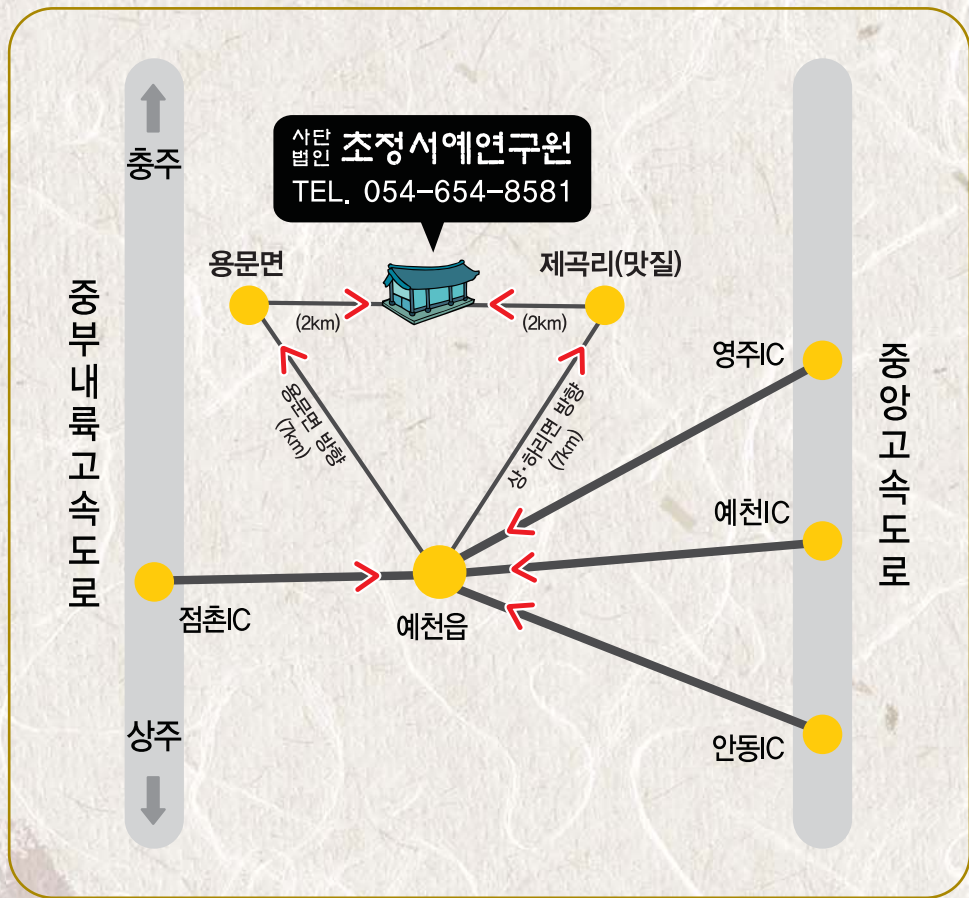 충주
사단
법인 초정서예연구원
TEL. 054-654-8581
용문면
제곡리(맛질)
(2km)
(2km)
중부내륙고속도로
중앙고속도로
영주IC
용문면 방향
(7km)
상·하리면 방향
(7km)
예천IC
점촌IC
예천읍
상주
안동IC